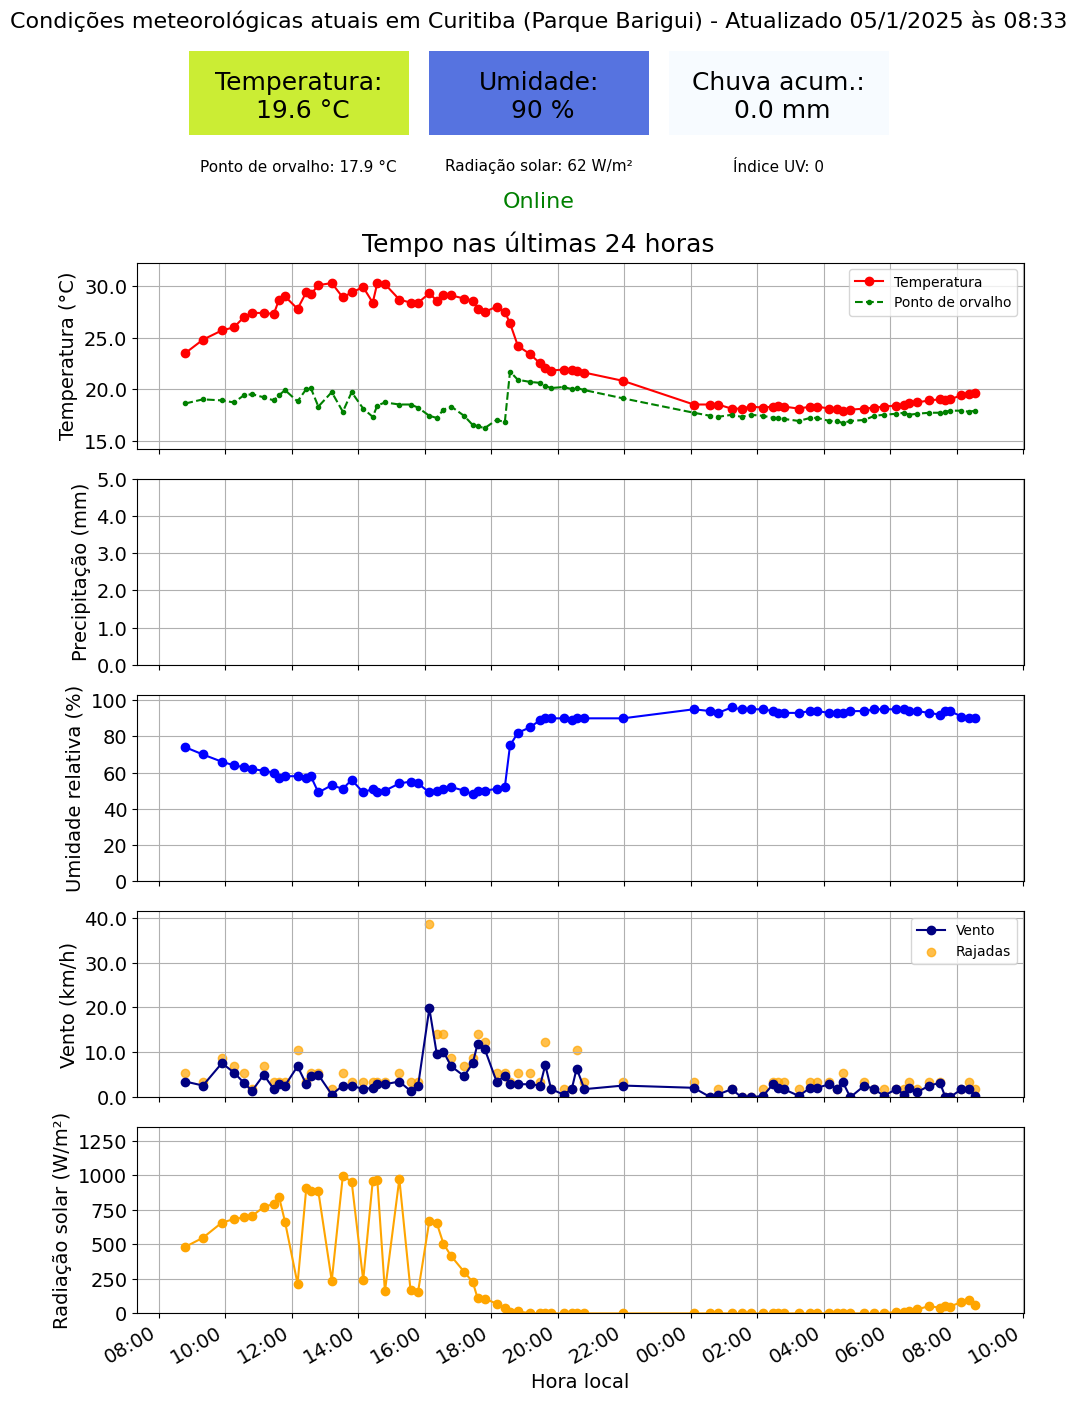 Condições meteorológicas atuais em Curitiba (Parque Barigui) - Atualizado 05/1/2025 às 08:33
Temperatura:
19.6 °C
Umidade:
90 %
Chuva acum.:
0.0 mm
Ponto de orvalho: 17.9 °C
Radiação solar: 62 W/m²
Índice UV: 0
Online
Tempo nas últimas 24 horas
Temperatura (°C)
30.0
25.0
20.0
15.0
Temperatura
Ponto de orvalho
Precipitação (mm)
5.0
4.0
3.0
2.0
1.0
0.0
Umidade relativa (%)
100
80
60
40
20
0
Vento (km/h)
40.0
30.0
20.0
10.0
0.0
Vento
Rajadas
Radiação solar (W/m²)
1250
1000
750
500
250
0
08:00
10:00
12:00
14:00
16:00
18:00
20:00
22:00
00:00
02:00
04:00
06:00
08:00
10:00
Hora local